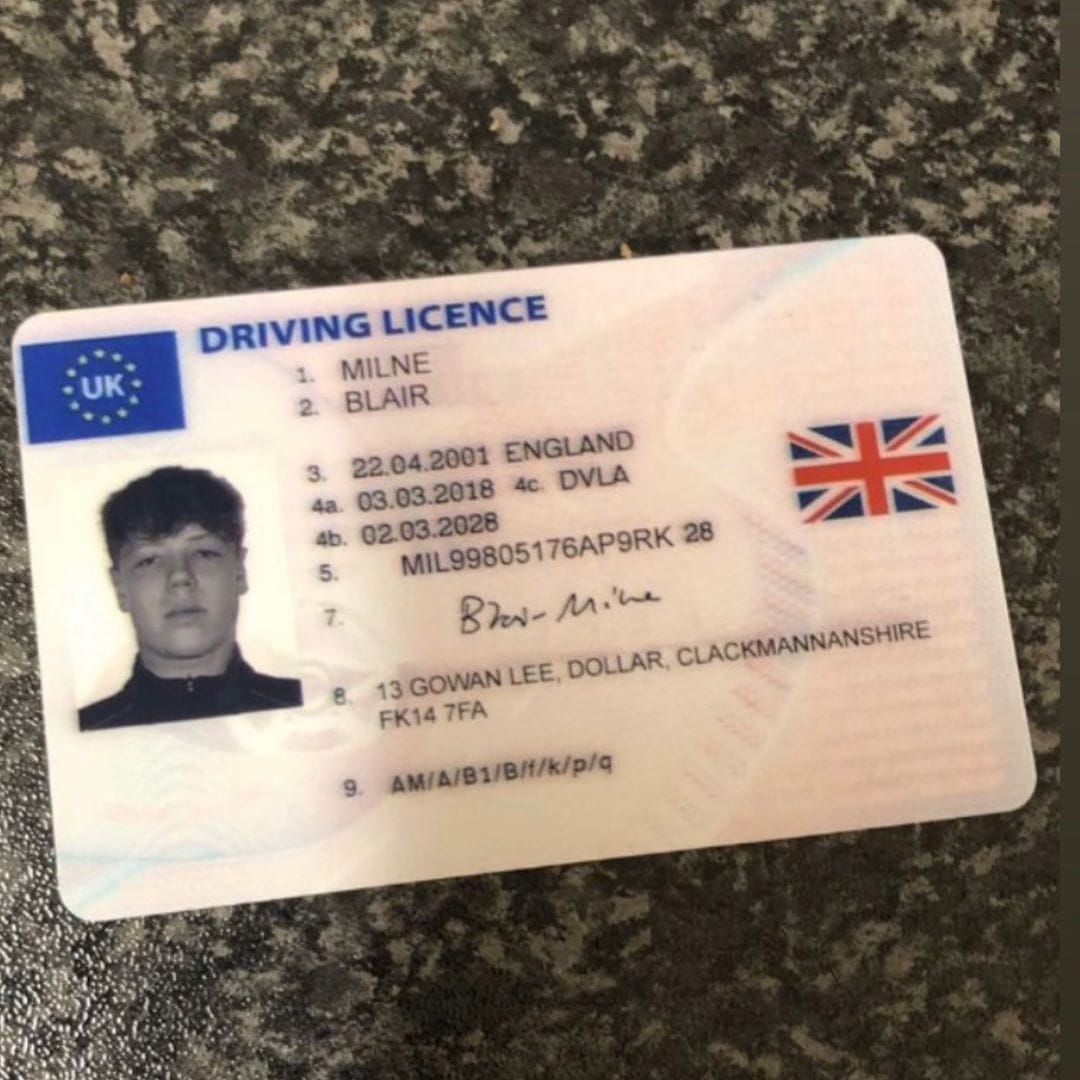 UK
DRIVING LICENCE
1. MILNE
2. BLAIR
3. 22.04.2001 ENGLAND
4a. 03.03.2018 4c. DVLA
4b. 02.03.2028
5. MIL99805176AP9RK 28
7. Blair Milne
8. 13 GOWAN LEE, DOLLAR, CLACKMANNANSHIRE
FK14 7FA
9. AM/A/B1/B/f/k/p/q